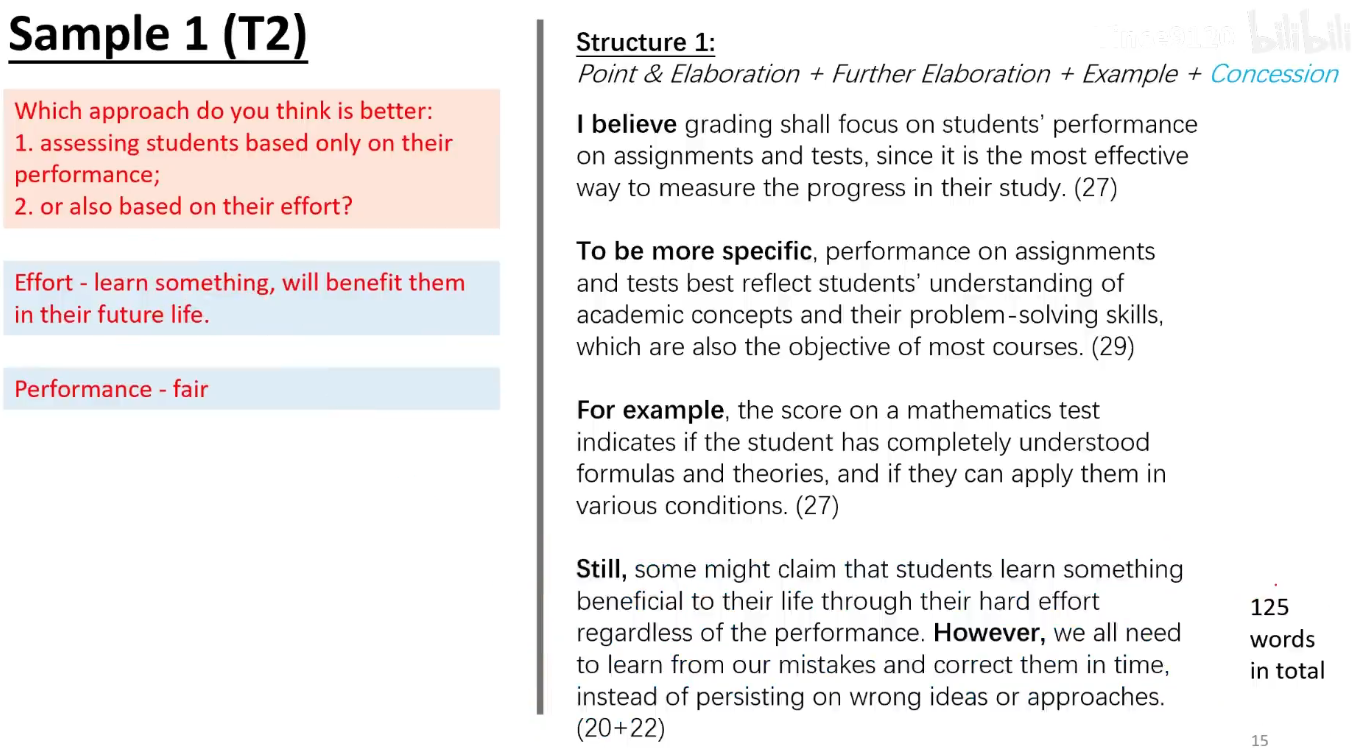 Sample 1 (T2)
Which approach do you think is better:
1. assessing students based only on their
performance;
2. or also based on their effort?
Effort - learn something, will benefit them
in their future life.
Performance - fair
Structure 1:
Point & Elaboration + Further Elaboration + Example + Concession
I believe grading shall focus on students' performance
on assignments and tests, since it is the most effective
way to measure the progress in their study. (27)
To be more specific, performance on assignments
and tests best reflect students' understanding of
academic concepts and their problem-solving skills,
which are also the objective of most courses. (29)
For example, the score on a mathematics test
indicates if the student has completely understood
formulas and theories, and if they can apply them in
various conditions. (27)
Still, some might claim that students learn something
beneficial to their life through their hard effort
regardless of the performance. However, we all need
to learn from our mistakes and correct them in time,
instead of persisting on wrong ideas or approaches.
(20+22)
125
words
in total
15
bilibili